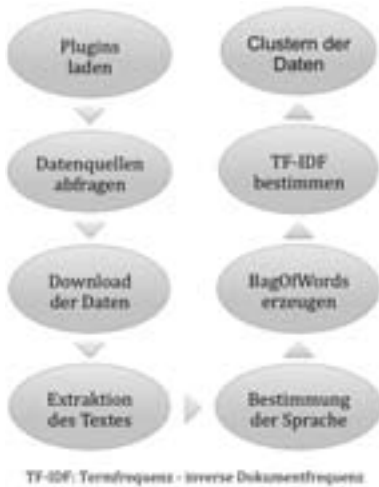 Plugins
laden
Datenquellen
abfragen
Download
der Daten
Extraktion
des Textes
Bestimmung
der Sprache
BagOfWords
erzeugen
TF-IDF
bestimmen
Clustern der
Daten
TF-IDF: Termfrequenz - inverse Dokumentfrequenz